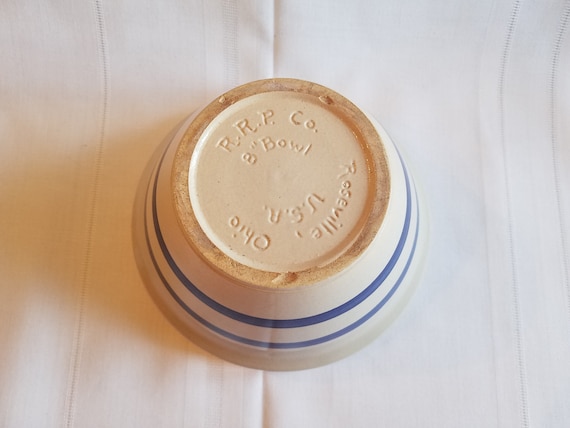 R.R.P. Co.
8" Bowl
Roseville,
Ohio
U.S.A.